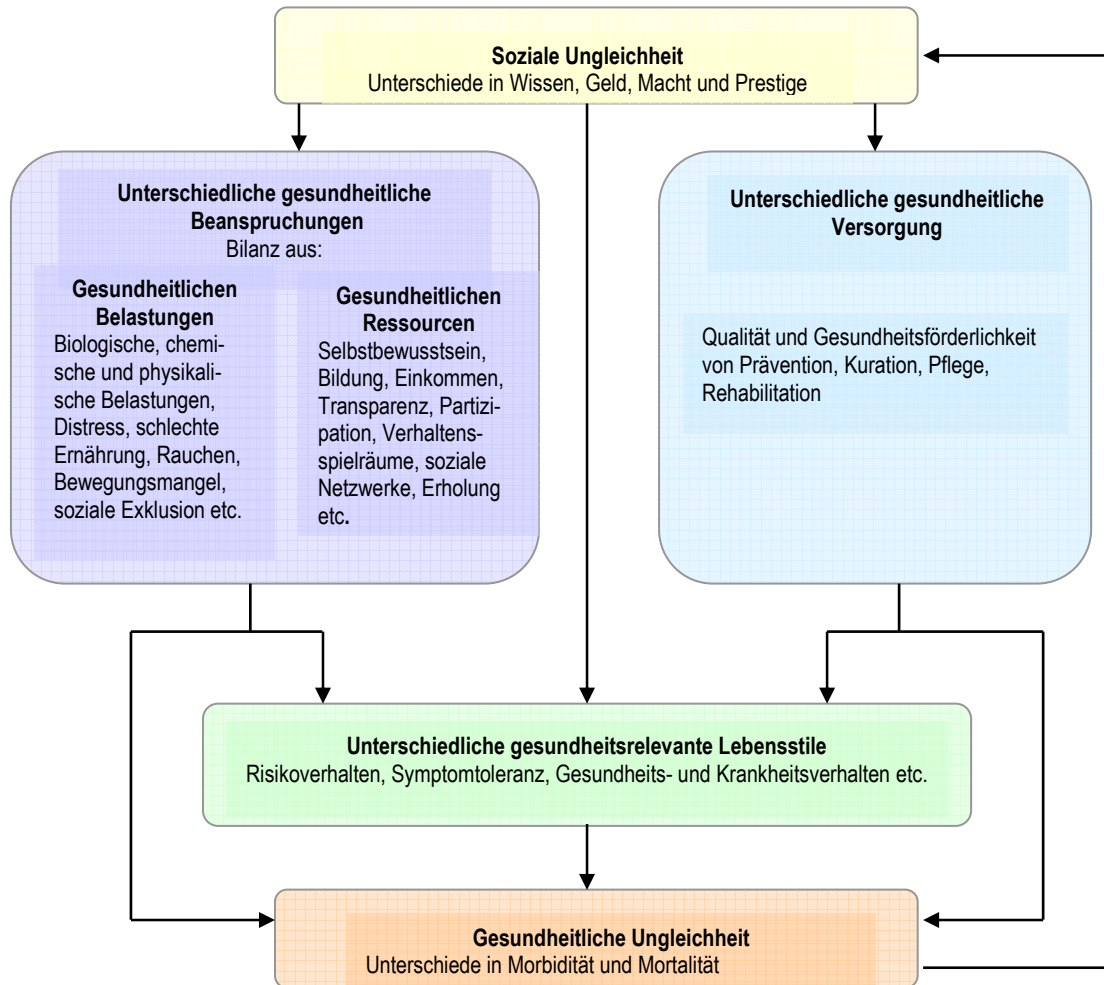 Soziale Ungleichheit
Unterschiede in Wissen, Geld, Macht und Prestige
Unterschiedliche gesundheitliche
Beanspruchungen
Bilanz aus:
Gesundheitlichen
Belastungen
Biologische, chemi-
sche und physikali-
sche Belastungen,
Distress, schlechte
Ernährung, Rauchen,
Bewegungsmangel,
soziale Exklusion etc.
Gesundheitlichen
Ressourcen
Selbstbewusstsein,
Bildung, Einkommen,
Transparenz, Partizi-
pation, Verhaltens-
spielräume, soziale
Netzwerke, Erholung
etc.
Unterschiedliche gesundheitliche
Versorgung
Qualität und Gesundheitsförderlichkeit
von Prävention, Kuration, Pflege,
Rehabilitation
Unterschiedliche gesundheitsrelevante Lebensstile
Risikoverhalten, Symptomtoleranz, Gesundheits- und Krankheitsverhalten etc.
Gesundheitliche Ungleichheit
Unterschiede in Morbidität und Mortalität